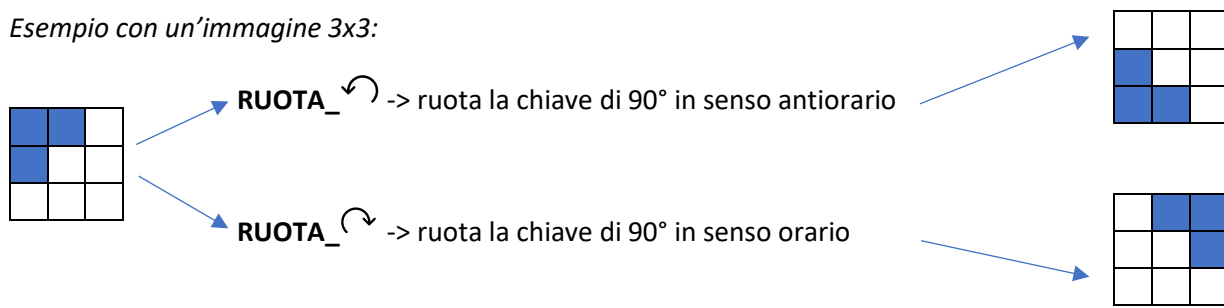 Esempio con un’immagine 3x3:
RUOTA_ -> ruota la chiave di 90° in senso antiorario
RUOTA_ -> ruota la chiave di 90° in senso orario